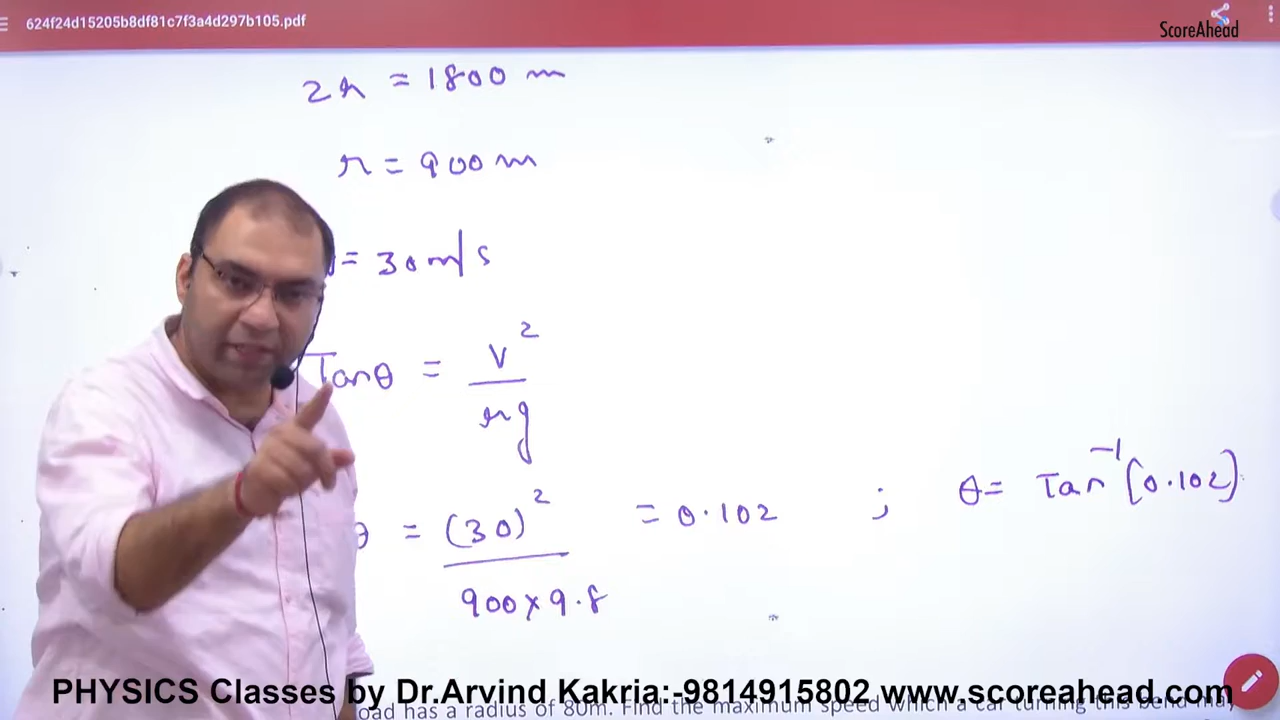 624f24d15205b8df81c7f3a4d297b105.pdf
ScoreAhead
2r = 1800 m
r = 900 m
= 30 m/s
Tanθ = v²/rg
θ = (30)²/900×9.8 = 0.102 ; θ = Tan⁻¹[0.102]
PHYSICS Classes by Dr.Arvind Kakria:-9814915802 www.scoreahead.com
oad has a radius of 80m. Find the maximum speed which a car turning this bend may